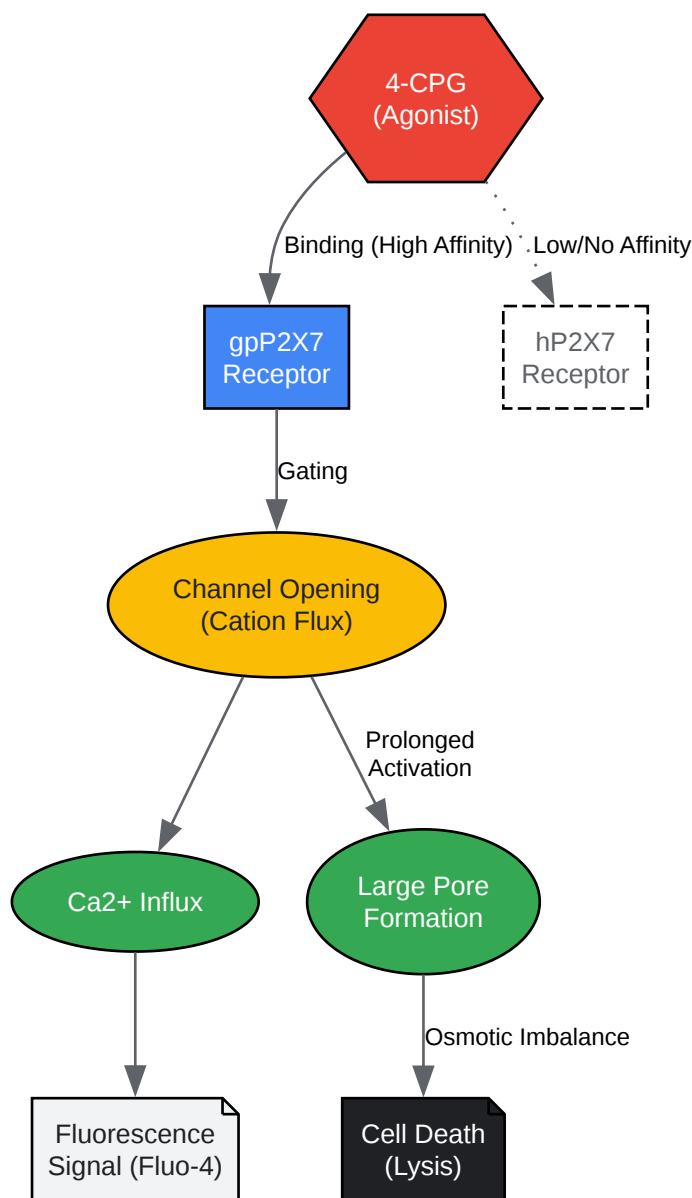 4-CPG
(Agonist)
Binding (High Affinity)
Low/No Affinity
gpP2X7
Receptor
hP2X7
Receptor
Gating
Channel Opening
(Cation Flux)
Prolonged
Activation
Ca2+ Influx
Large Pore
Formation
Osmotic Imbalance
Fluorescence
Signal (Fluo-4)
Cell Death
(Lysis)